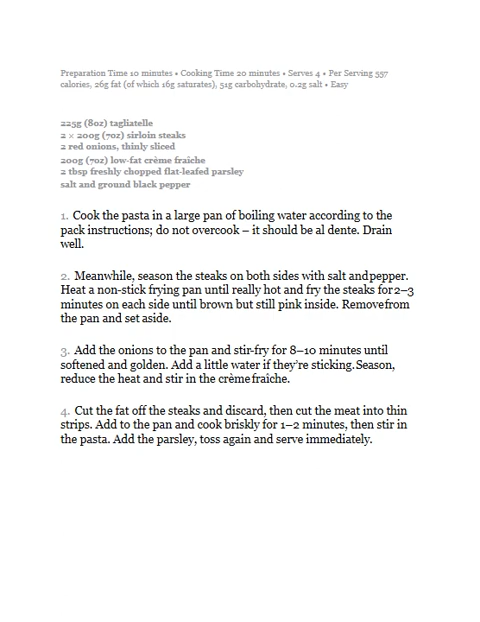 Preparation Time 10 minutes • Cooking Time 20 minutes • Serves 4 • Per Serving 557
calories, 26g fat (of which 16g saturates), 51g carbohydrate, 0.2g salt • Easy
225g (8oz) tagliatelle
2 × 200g (7oz) sirloin steaks
2 red onions, thinly sliced
200g (7oz) low-fat crème fraîche
2 tbsp freshly chopped flat-leafed parsley
salt and ground black pepper
1. Cook the pasta in a large pan of boiling water according to the
pack instructions; do not overcook – it should be al dente. Drain
well.
2. Meanwhile, season the steaks on both sides with salt andpepper.
Heat a non-stick frying pan until really hot and fry the steaks for2–3
minutes on each side until brown but still pink inside. Removefrom
the pan and set aside.
3. Add the onions to the pan and stir-fry for 8–10 minutes until
softened and golden. Add a little water if they're sticking.Season,
reduce the heat and stir in the crèmefraîche.
4. Cut the fat off the steaks and discard, then cut the meat into thin
strips. Add to the pan and cook briskly for 1–2 minutes, then stir in
the pasta. Add the parsley, toss again and serve immediately.